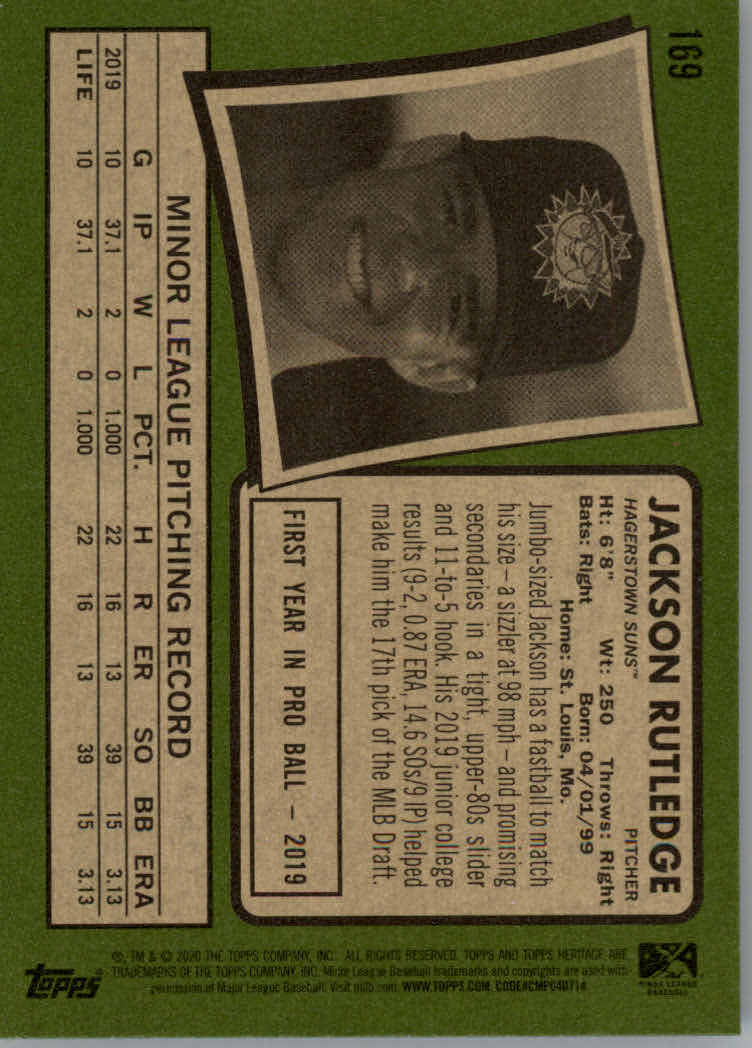 169
JACKSON RUTLEDGE
HAGERSTOWN SUNS™ PITCHER
Ht: 6'8" Wt: 250 Throws: Right
Bats: Right Born: 04/01/99
Home: St. Louis, Mo.
Jumbo-sized Jackson has a fastball to match
his size – a sizzler at 98 mph – and promising
secondaries in a tight, upper-80s slider
and 11-to-5 hook. His 2019 junior college
results (9-2, 0.87 ERA, 14.6 SOs/9 IP) helped
make him the 17th pick of the MLB Draft.
FIRST YEAR IN PRO BALL – 2019
MINOR LEAGUE PITCHING RECORD
G IP W L PCT. H R ER SO BB ERA
2019 10 37.1 2 0 1.000 22 16 13 39 15 3.13
LIFE 10 37.1 2 0 1.000 22 16 13 39 15 3.13
®, TM & © 2020 THE TOPPS COMPANY, INC. ALL RIGHTS RESERVED. TOPPS AND TOPPS HERITAGE ARE
TRADEMARKS OF THE TOPPS COMPANY, INC. Minor League Baseball trademarks and copyrights are used with
permission of Major League Baseball. Visit milb.com. WWW.TOPPS.COM. CODE#CMP040714
topps®
MINOR LEAGUE
BASEBALL